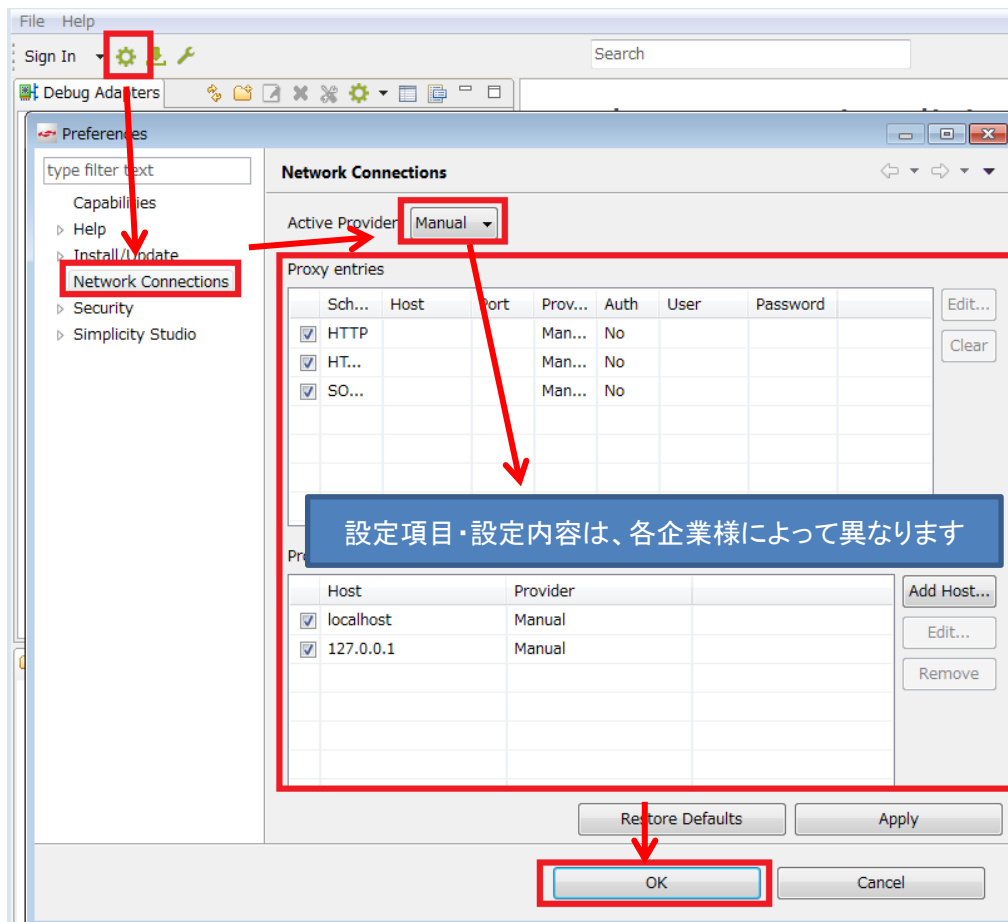 File Help
Sign In
Search
Debug Adapters
Preferences
type filter text
Network Connections
Capabilities
Help
Install/Update
Network Connections
Security
Simplicity Studio
Active Provider Manual
Proxy entries
Sch... Host Port Prov... Auth User Password
HTTP Man... No
HT... Man... No
SO... Man... No
Edit...
Clear
設定項目・設定内容は、各企業様によって異なります
Host Provider
localhost Manual
127.0.0.1 Manual
Add Host...
Edit...
Remove
Restore Defaults Apply
OK Cancel